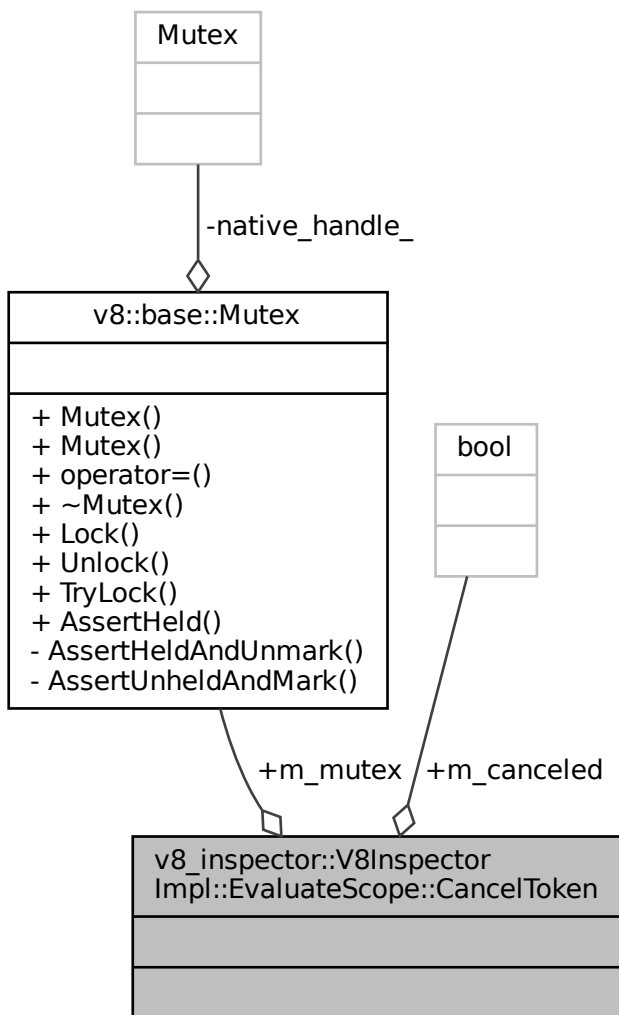 Mutex
-native_handle_
v8::base::Mutex
+ Mutex()
+ Mutex()
+ operator=()
+ ~Mutex()
+ Lock()
+ Unlock()
+ TryLock()
+ AssertHeld()
- AssertHeldAndUnmark()
- AssertUnheldAndMark()
bool
+m_mutex
+m_canceled
v8_inspector::V8Inspector
Impl::EvaluateScope::CancelToken